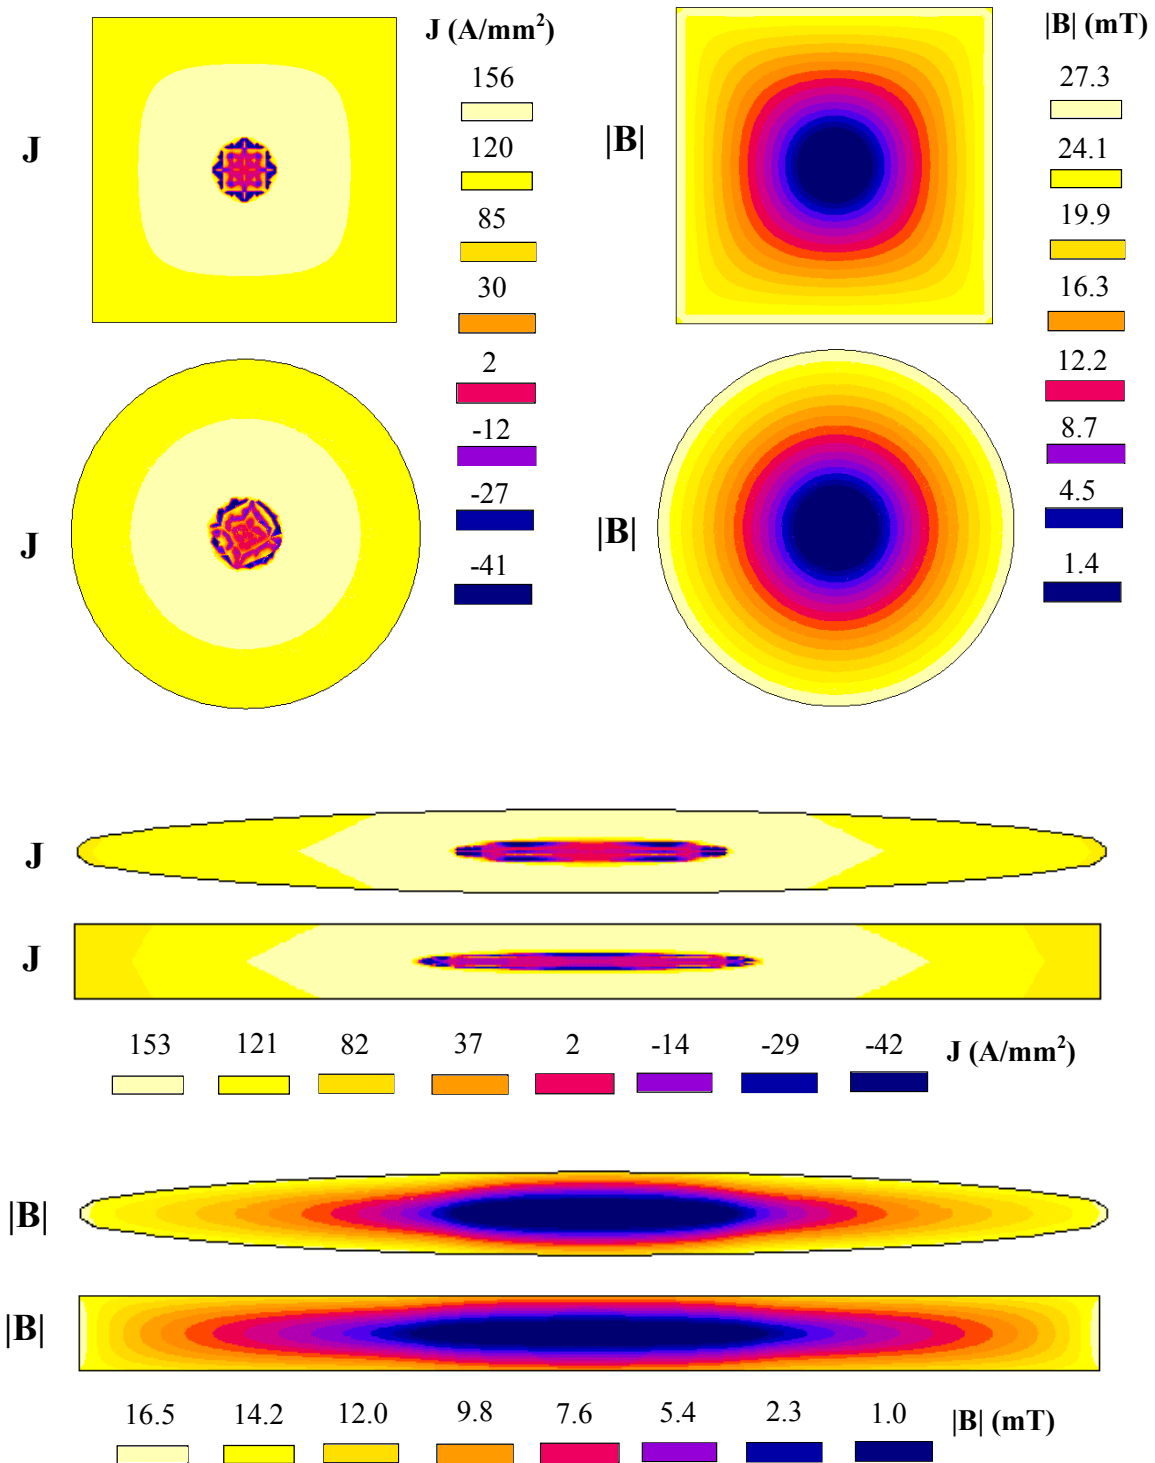 J (A/mm²)
|B| (mT)
156
27.3
J
|B|
120
24.1
85
19.9
30
16.3
2
12.2
-12
8.7
J
|B|
-27
4.5
-41
1.4
J
J
153 121 82 37 2 -14 -29 -42 J (A/mm²)
|B|
|B|
16.5 14.2 12.0 9.8 7.6 5.4 2.3 1.0 |B| (mT)